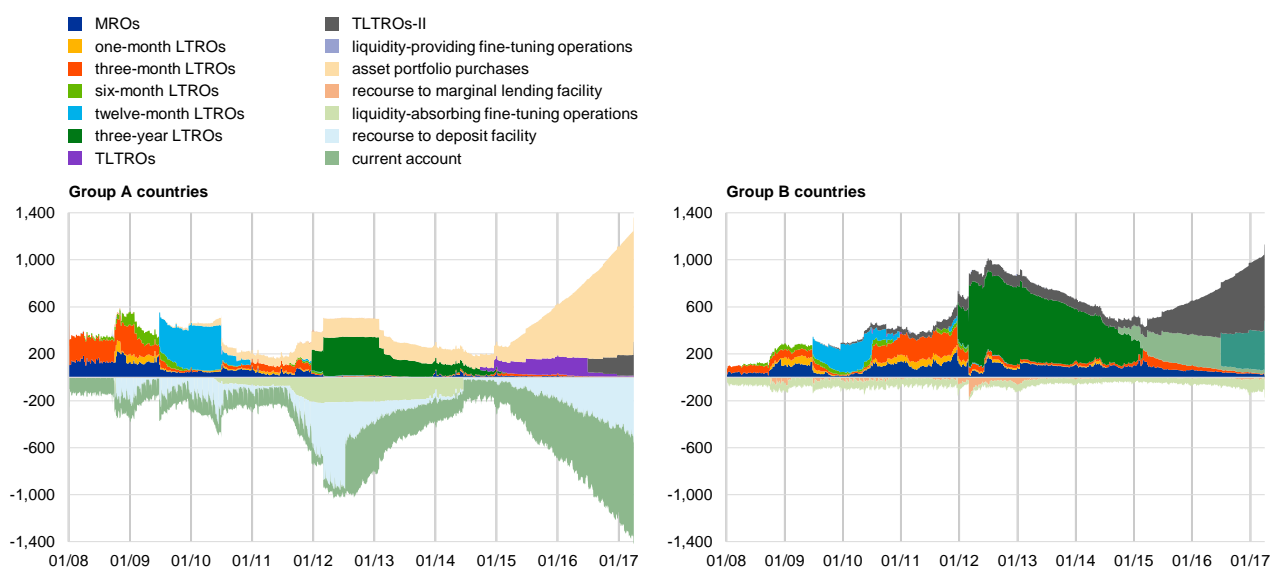 MROs
one-month LTROs
three-month LTROs
six-month LTROs
twelve-month LTROs
three-year LTROs
TLTROs
TLTROs-II
liquidity-providing fine-tuning operations
asset portfolio purchases
recourse to marginal lending facility
liquidity-absorbing fine-tuning operations
recourse to deposit facility
current account
Group A countries
1,400
1,000
600
200
-200
-600
-1,000
-1,400
01/08 01/09 01/10 01/11 01/12 01/13 01/14 01/15 01/16 01/17
Group B countries
1,400
1,000
600
200
-200
-600
-1,000
-1,400
01/08 01/09 01/10 01/11 01/12 01/13 01/14 01/15 01/16 01/17